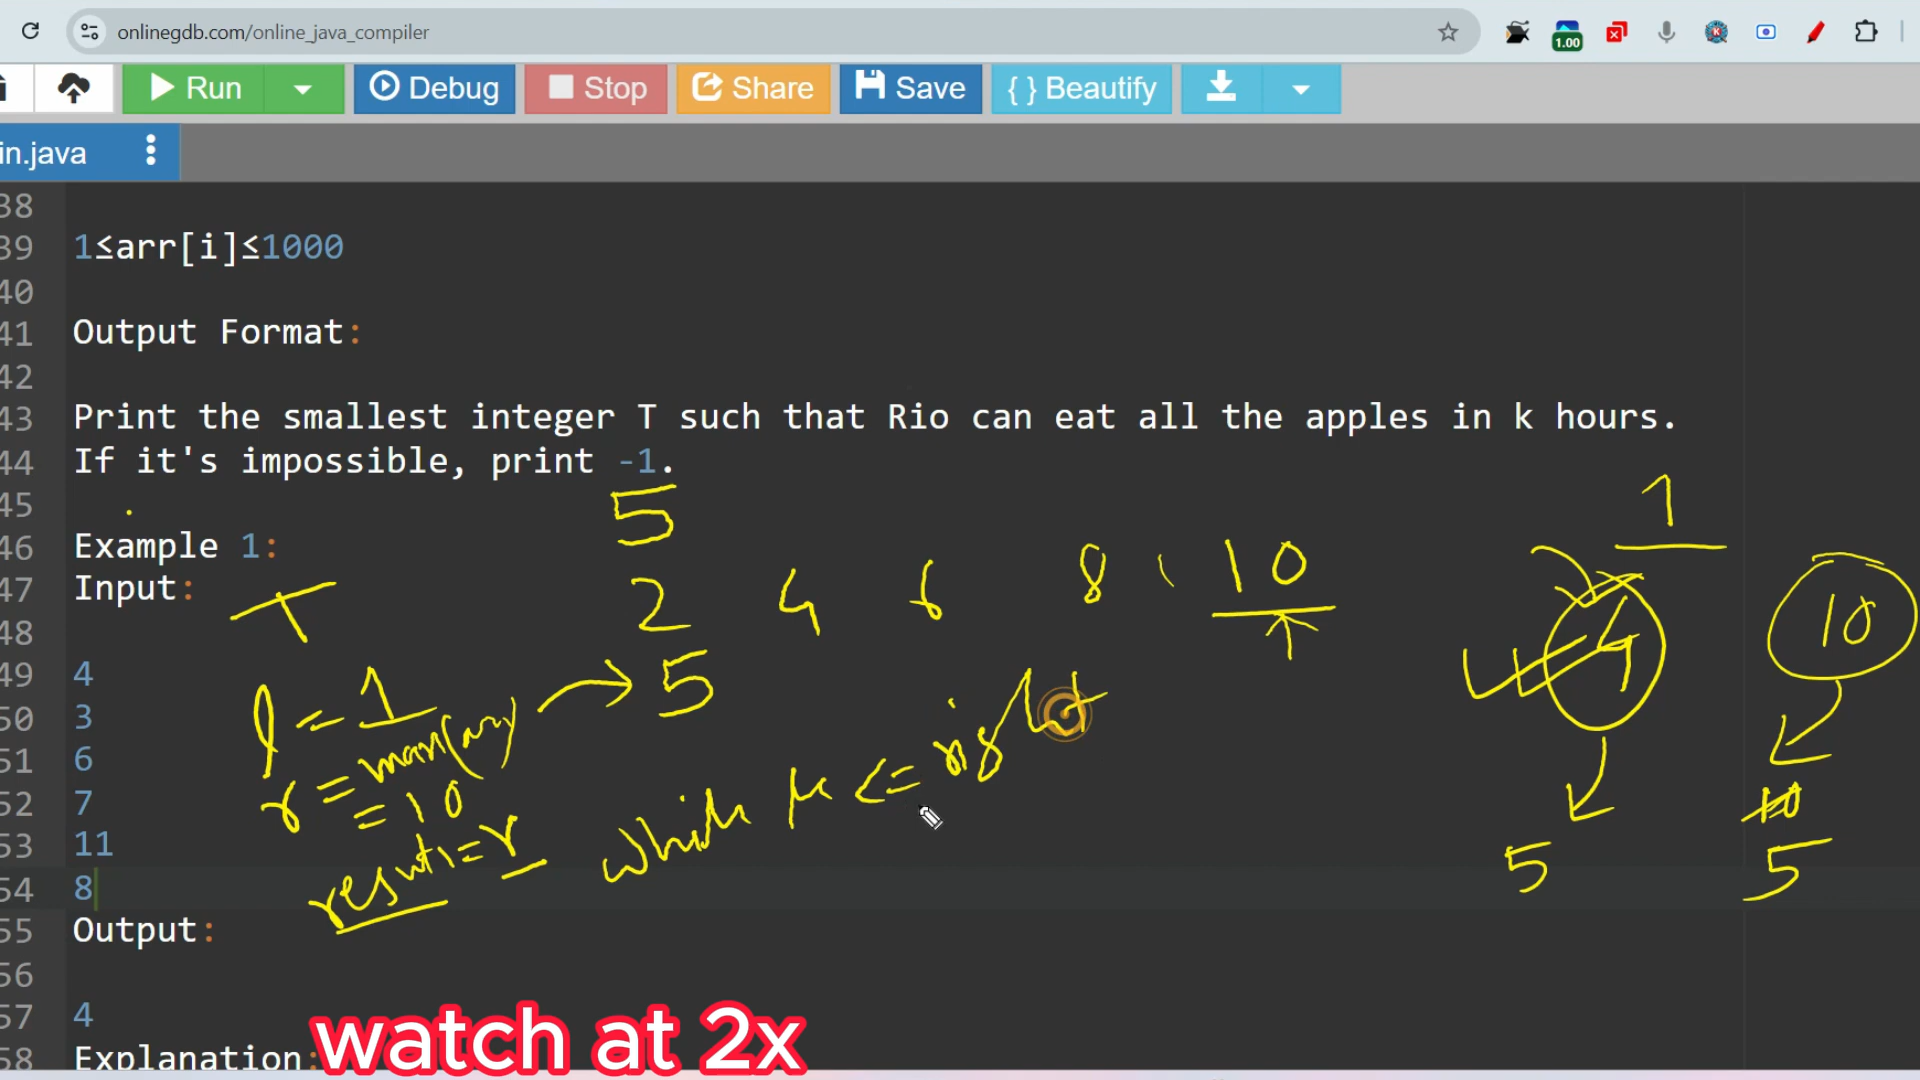 onlinegdb.com/online_java_compiler
1.00
Run Debug Stop Share Save { } Beautify
in.java
38
39 1≤arr[i]≤1000
40
41 Output Format:
42
43 Print the smallest integer T such that Rio can eat all the apples in k hours.
44 If it's impossible, print -1.
45
5
1
46 Example 1:
47 Input:
T
2 4 6 8 10
4
10
48
49 4
50 3
51 6
52 7
53 11
54 8
l = 1
5
r = max(arr)
= 10
result = r
while
<= right
10
5
5
55 Output:
56
57 4
58 Explanation:
watch at 2x